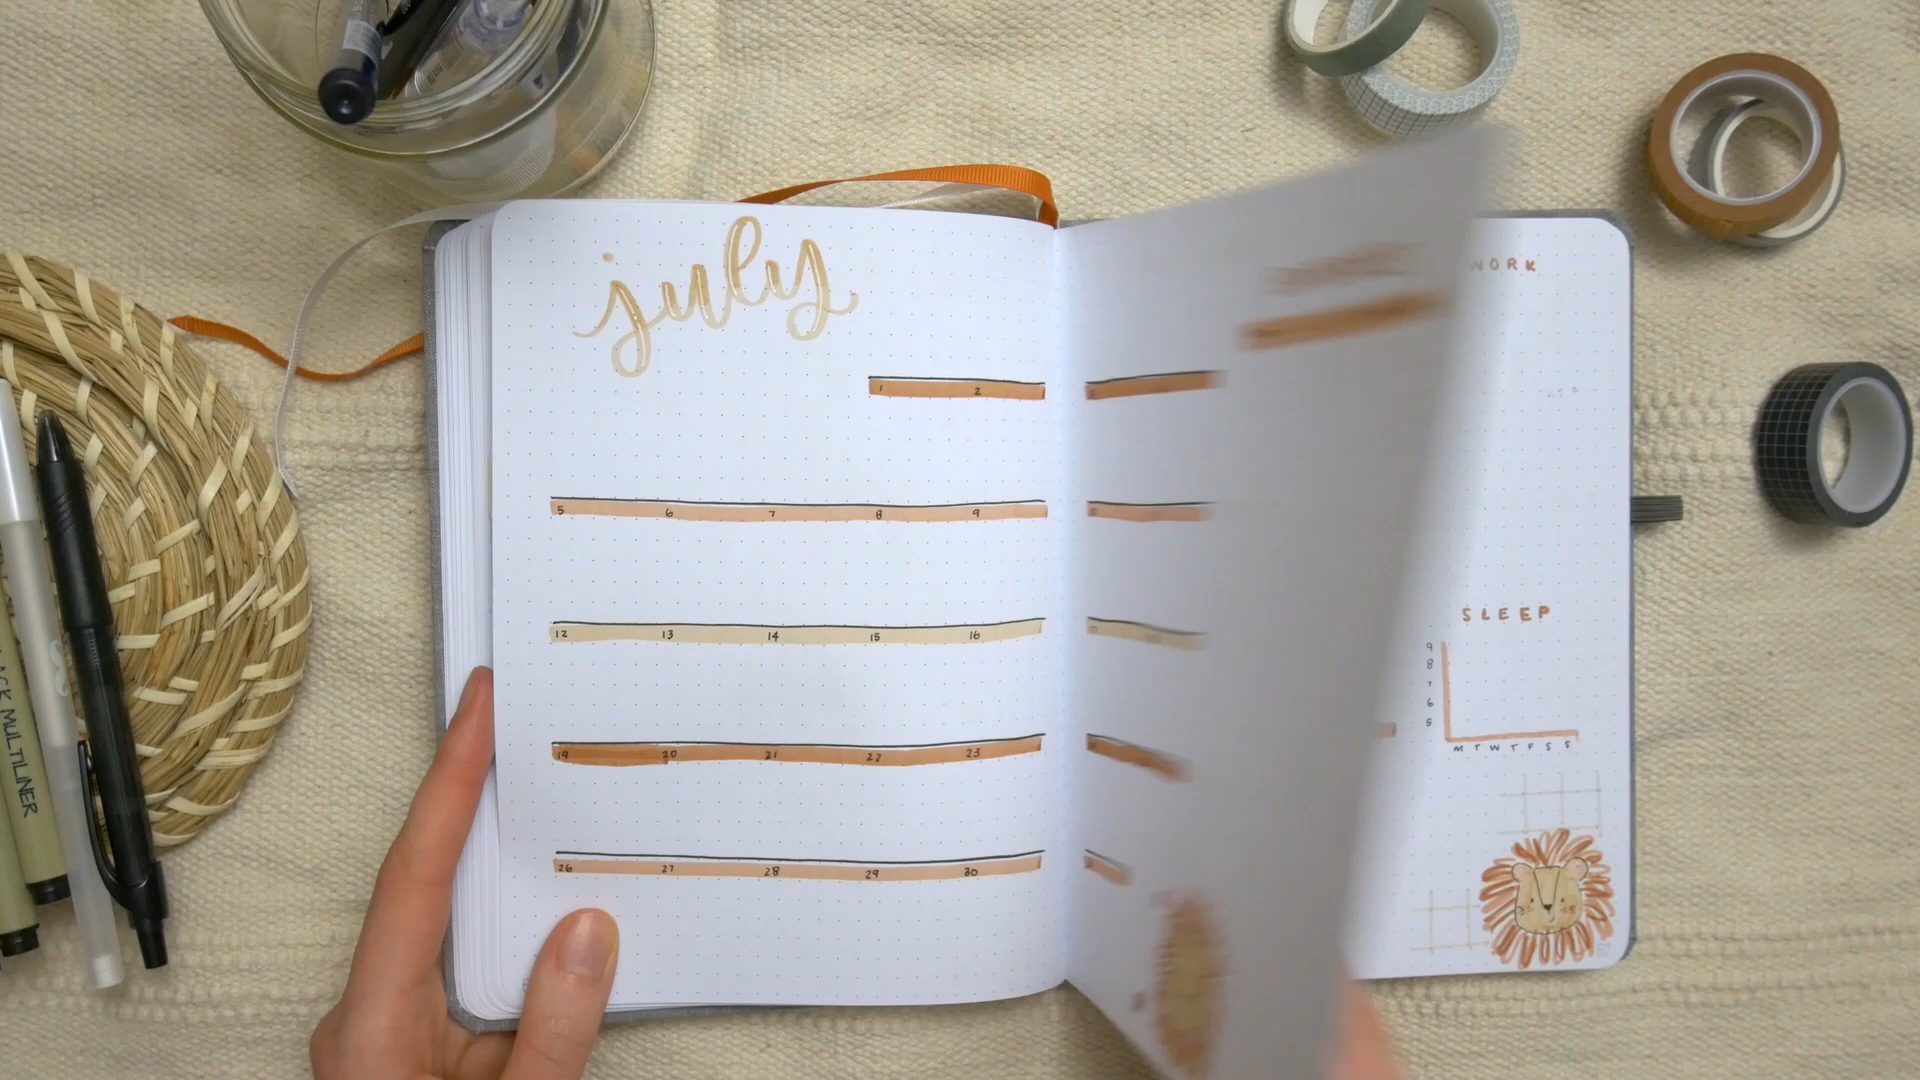 july
1 2
5 6 7 8 9
12 13 14 15 16
19 20 21 22 23
26 27 28 29 30
WORK
SLEEP
9
8
7
6
5
M T W T F S S
MULTILINER